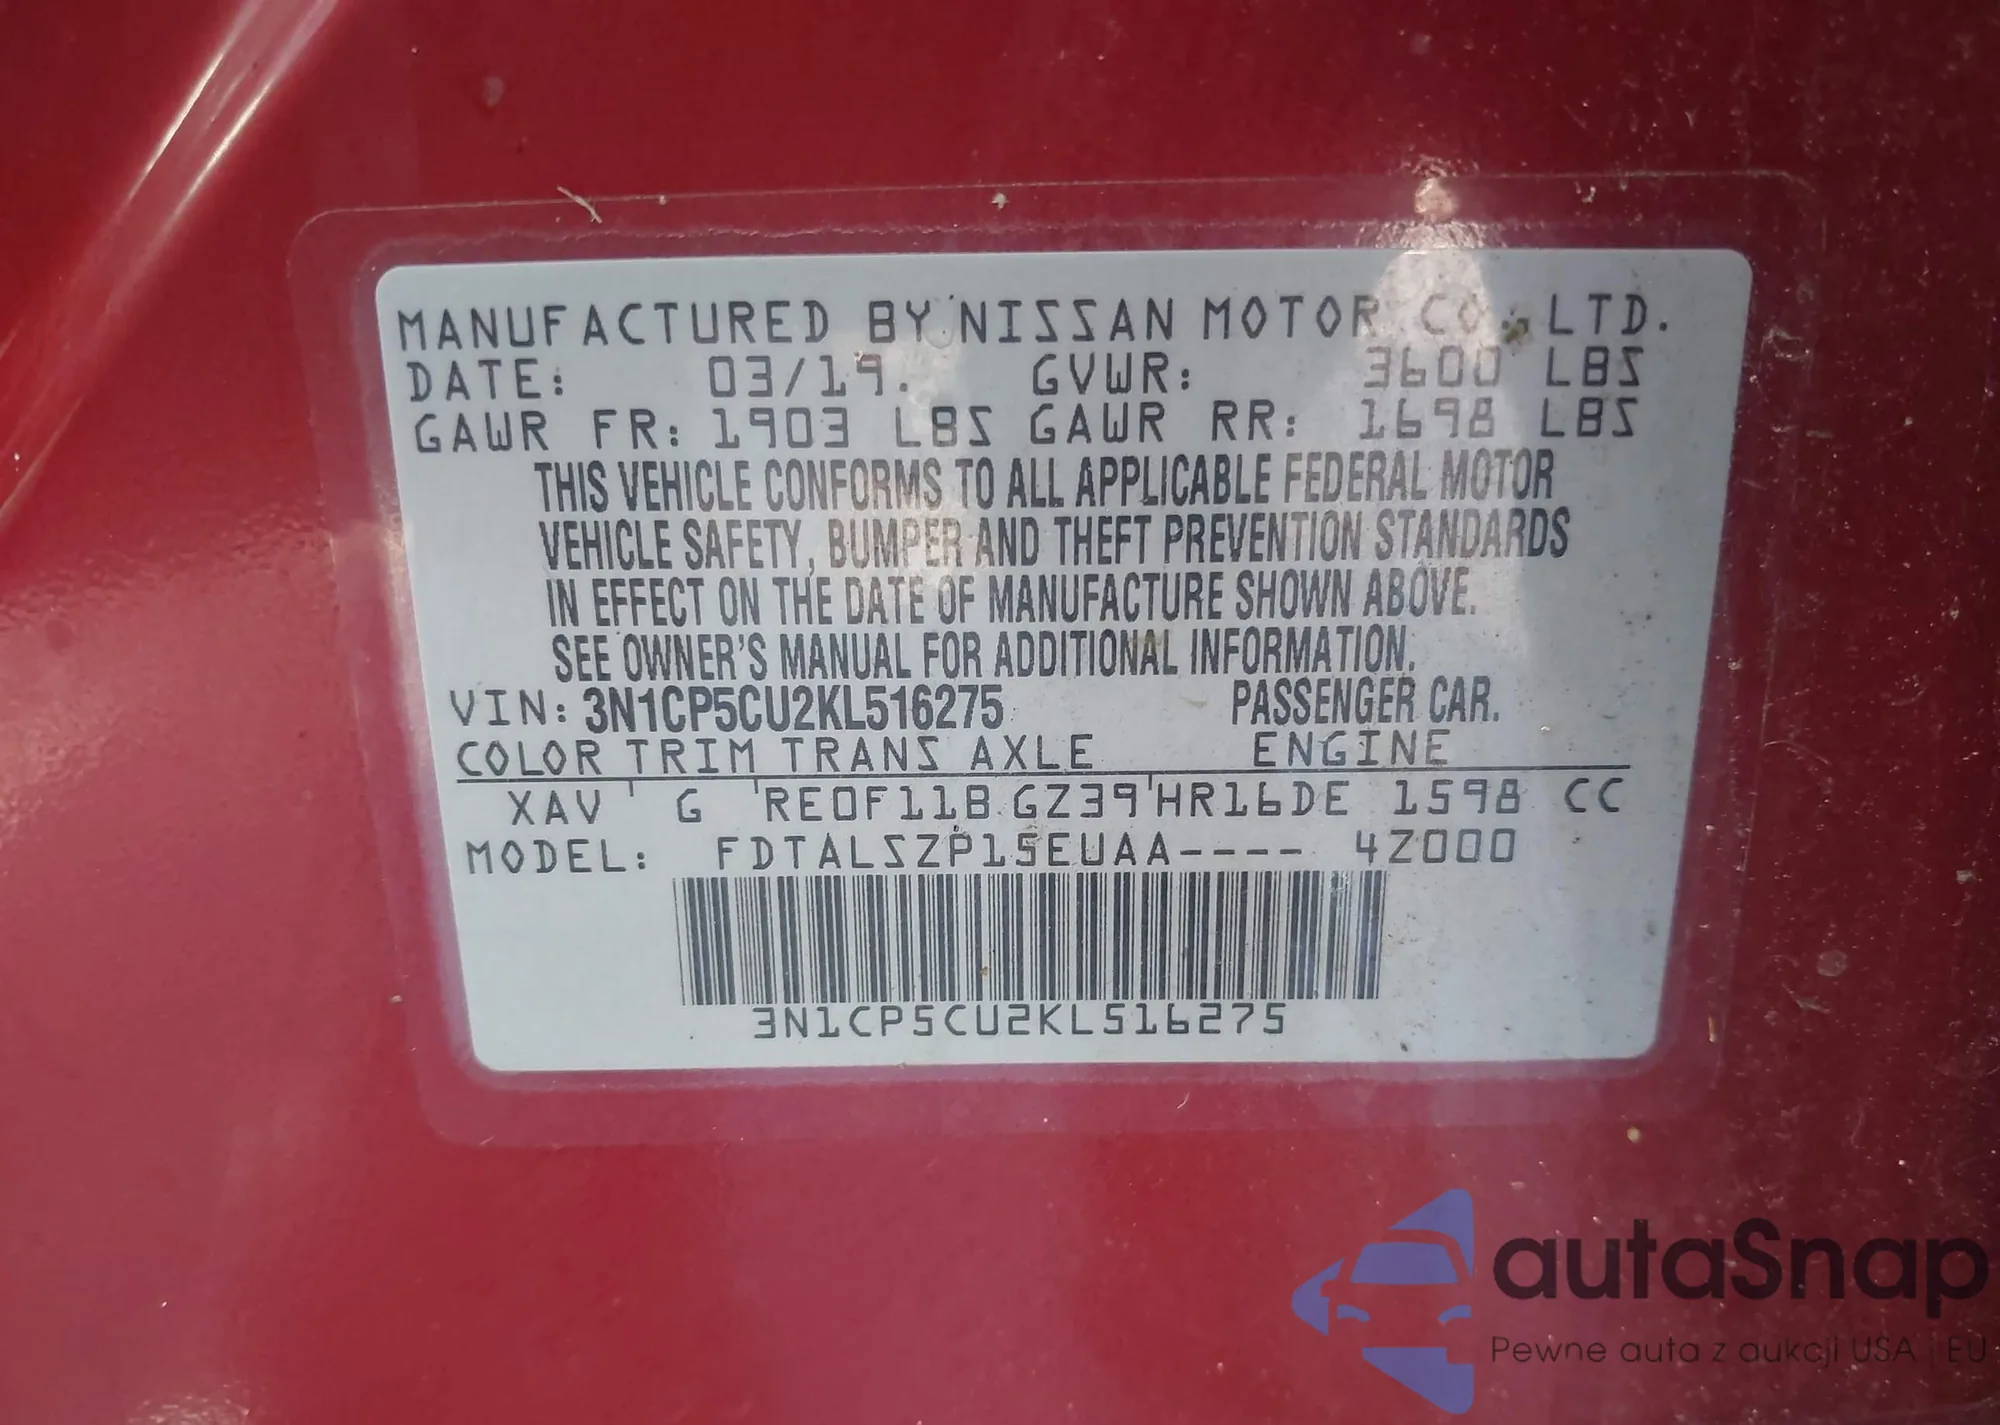 MANUFACTURED BY NISSAN MOTOR CO., LTD.
DATE: 03/19. GVWR: 3600 LBS
GAWR FR: 1903 LBS GAWR RR: 1698 LBS
THIS VEHICLE CONFORMS TO ALL APPLICABLE FEDERAL MOTOR
VEHICLE SAFETY, BUMPER AND THEFT PREVENTION STANDARDS
IN EFFECT ON THE DATE OF MANUFACTURE SHOWN ABOVE.
SEE OWNER'S MANUAL FOR ADDITIONAL INFORMATION.
VIN: 3N1CP5CU2KL516275 PASSENGER CAR.
COLOR TRIM TRANS AXLE ENGINE
XAV G RE0F11B GZ39 HR16DE 1598 CC
MODEL: FDTALSZP15EUAA---- 4Z000
3N1CP5CU2KL516275
autaSnap
Pewne auta z aukcji USA | EU